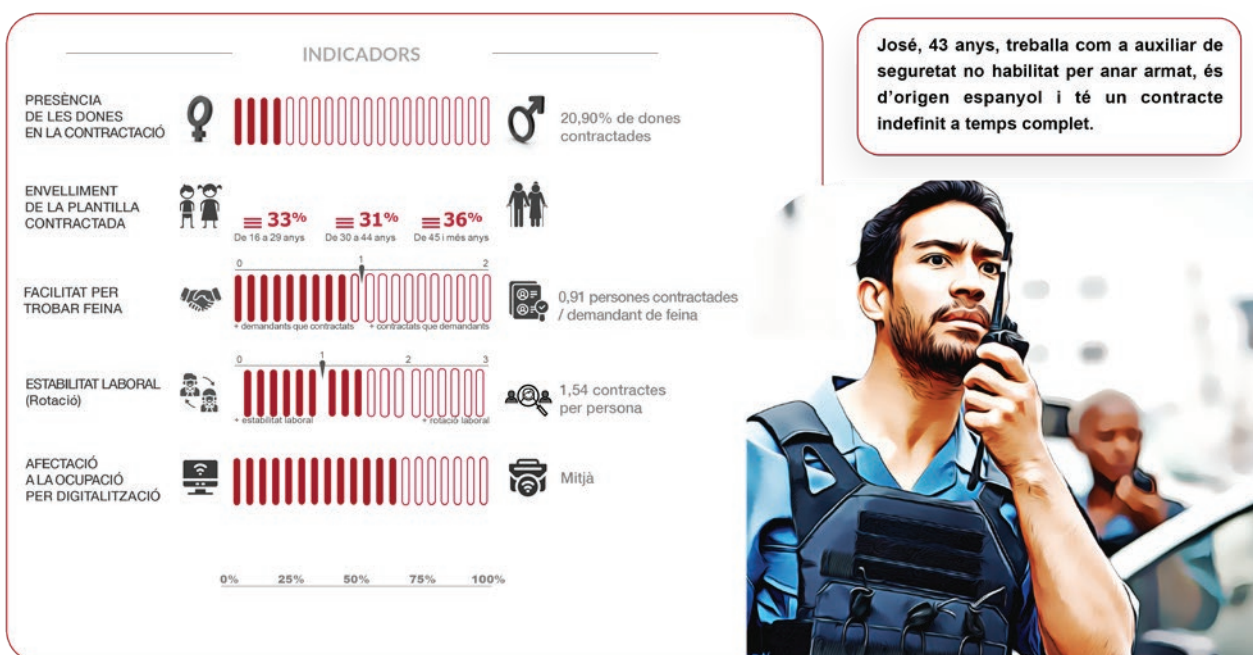 INDICADORS
PRESÈNCIA
DE LES DONES
EN LA CONTRACTACIÓ
20,90% de dones
contractades
ENVELLIMENT
DE LA PLANTILLA
CONTRACTADA
33%
De 16 a 29 anys
31%
De 30 a 44 anys
36%
De 45 i més anys
FACILITAT PER
TROBAR FEINA
0 1 2
+ demandants que contractats
+ contractats que demandants
0,91 persones contractades
/ demandant de feina
ESTABILITAT LABORAL
(Rotació)
0 1 2 3
+ estabilitat laboral
+ rotació laboral
1,54 contractes
per persona
AFECTACIÓ
A LA OCUPACIÓ
PER DIGITALITZACIÓ
Mitjà
0% 25% 50% 75% 100%
José, 43 anys, treballa com a auxiliar de
seguretat no habilitat per anar armat, és
d'origen espanyol i té un contracte
indefinit a temps complet.